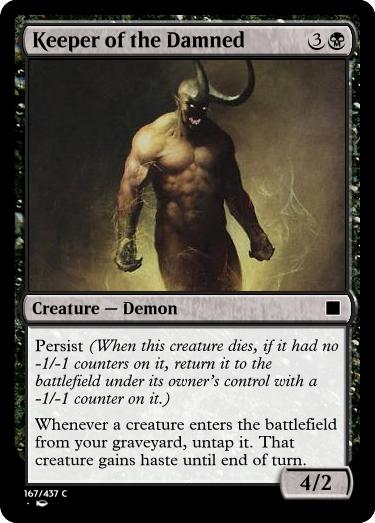 Keeper of the Damned 3
Creature — Demon
Persist (When this creature dies, if it had no
-1/-1 counters on it, return it to the
battlefield under its owner's control with a
-1/-1 counter on it.)
Whenever a creature enters the battlefield
from your graveyard, untap it. That
creature gains haste until end of turn.
4/2
167/437 C